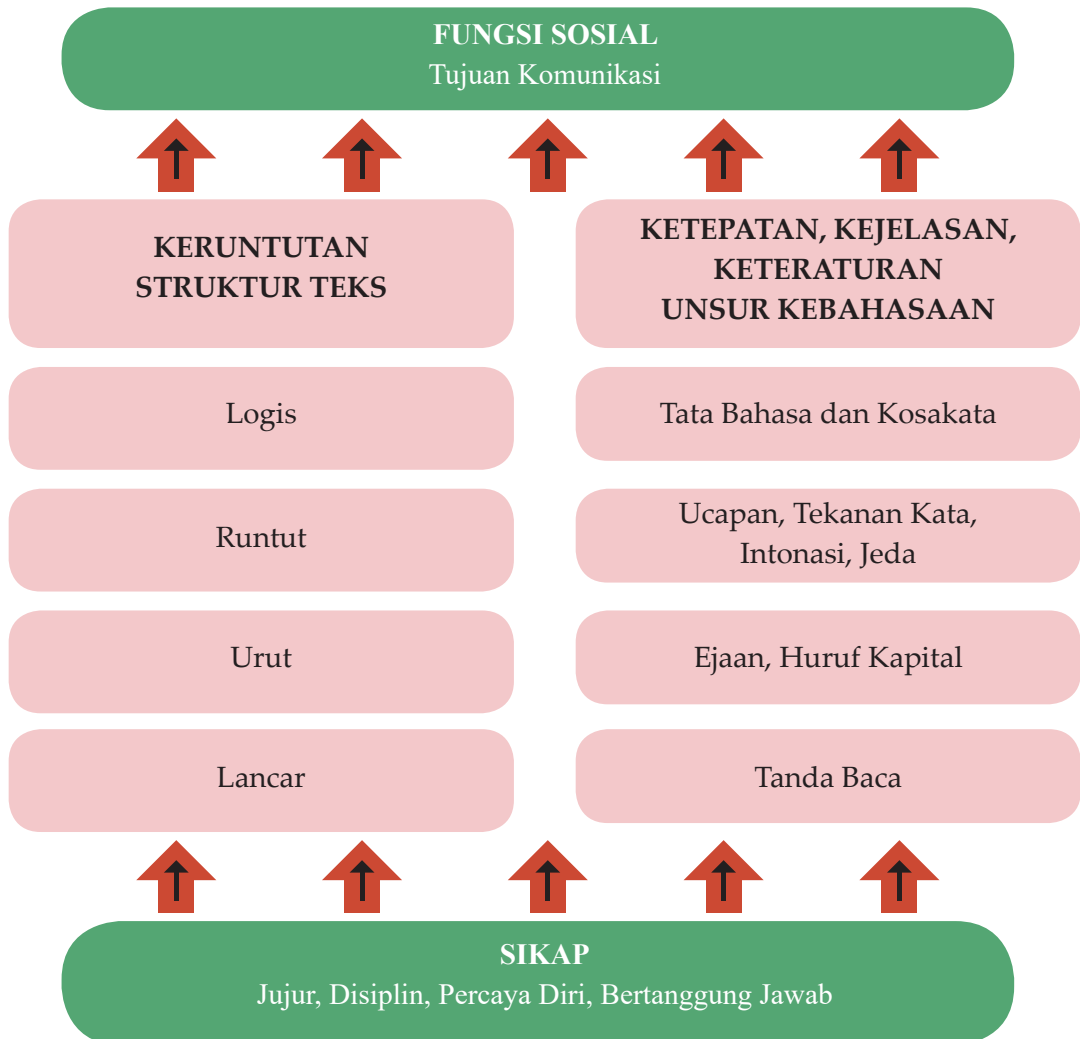 FUNGSI SOSIAL
Tujuan Komunikasi
KERUNTUTAN
STRUKTUR TEKS
Logis
Runtut
Urut
Lancar
KETEPATAN, KEJELASAN,
KETERATURAN
UNSUR KEBAHASAAN
Tata Bahasa dan Kosakata
Ucapan, Tekanan Kata,
Intonasi, Jeda
Ejaan, Huruf Kapital
Tanda Baca
SIKAP
Jujur, Disiplin, Percaya Diri, Bertanggung Jawab